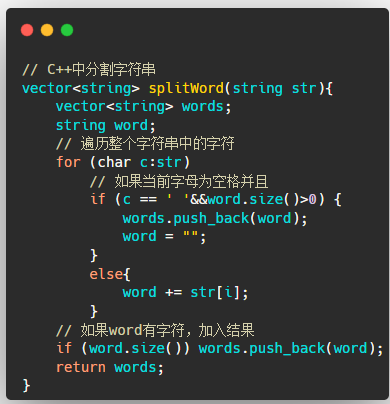 // C++中分割字符串
vector<string> splitWord(string str){
    vector<string> words;
    string word;
    // 遍历整个字符串中的字符
    for (char c:str)
        // 如果当前字母为空格并且
        if (c == ' '&&word.size()>0) {
            words.push_back(word);
            word = "";
        }
        else{
            word += str[i];
        }
    // 如果word有字符，加入结果
    if (word.size()) words.push_back(word);
    return words;
}